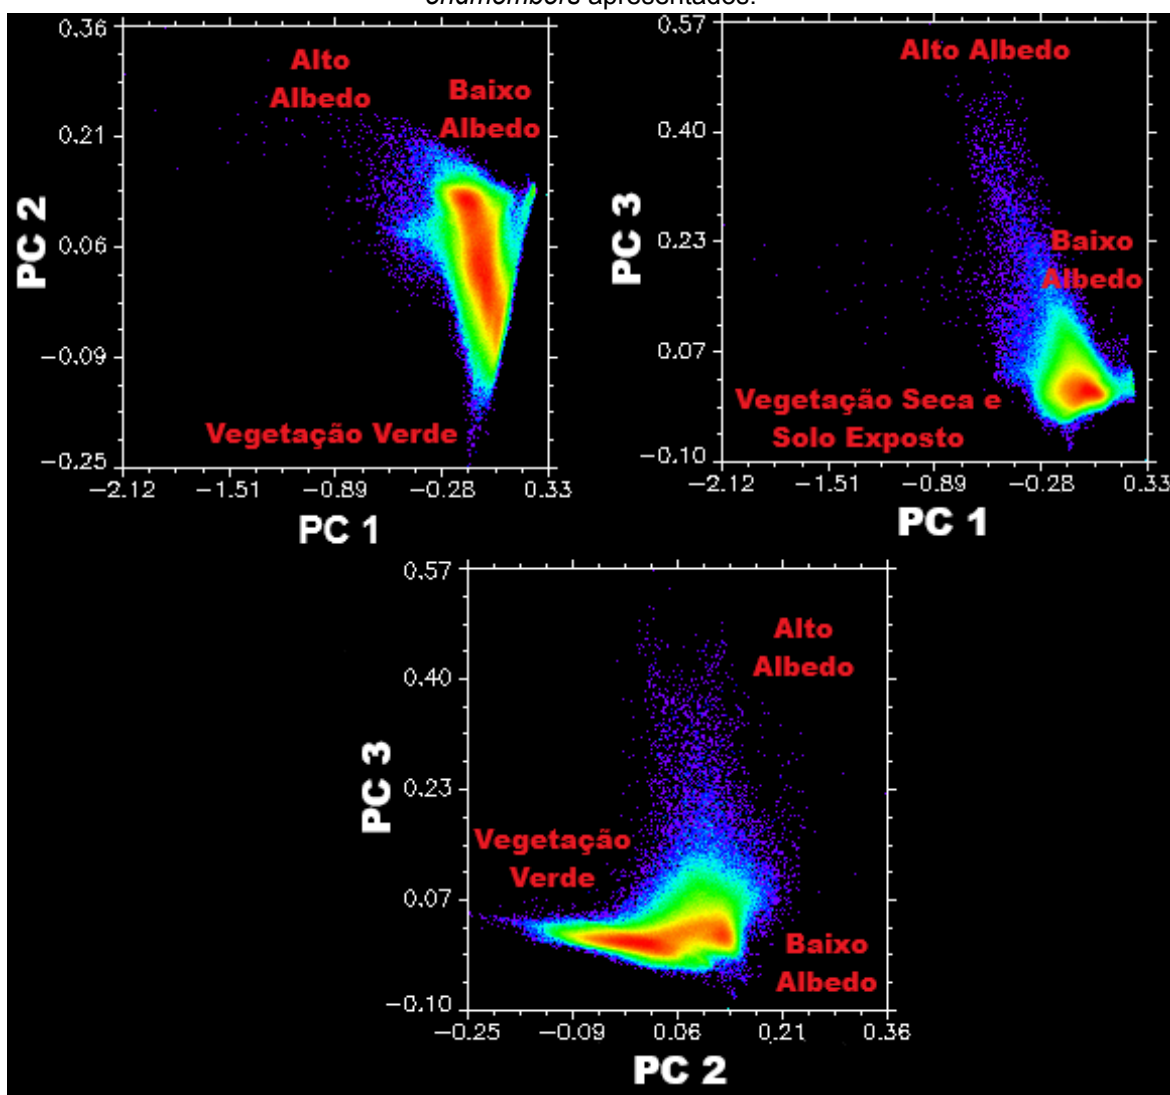 endmembers apresentados.
0.36
0.21
0.06
−0.09
−0.25
PC 2
Alto
Albedo
Baixo
Albedo
Vegetação Verde
−2.12 −1.51 −0.89 −0.28 0.33
PC 1
0.57
0.40
0.23
0.07
−0.10
PC 3
Alto Albedo
Baixo
Albedo
Vegetação Seca e
Solo Exposto
−2.12 −1.51 −0.89 −0.28 0.33
PC 1
0.57
0.40
0.23
0.07
−0.10
PC 3
Alto
Albedo
Vegetação
Verde
Baixo
Albedo
−0.25 −0.09 0.06 0.21 0.36
PC 2